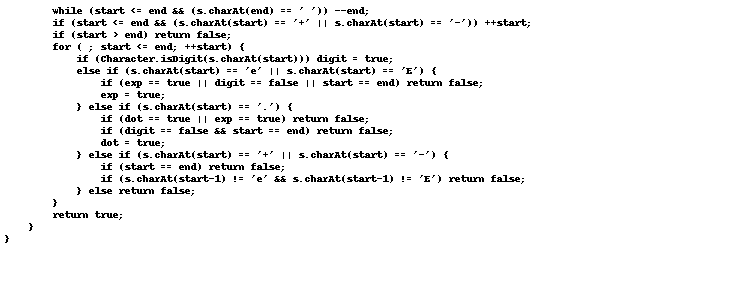 while (start <= end && (s.charAt(end) == ' ')) --end;
if (start <= end && (s.charAt(start) == '+' || s.charAt(start) == '-')) ++start;
if (start > end) return false;
for ( ; start <= end; ++start) {
if (Character.isDigit(s.charAt(start))) digit = true;
else if (s.charAt(start) == 'e' || s.charAt(start) == 'E') {
if (exp == true || digit == false || start == end) return false;
exp = true;
} else if (s.charAt(start) == '.') {
if (dot == true || exp == true) return false;
if (digit == false && start == end) return false;
dot = true;
} else if (s.charAt(start) == '+' || s.charAt(start) == '-') {
if (start == end) return false;
if (s.charAt(start-1) != 'e' && s.charAt(start-1) != 'E') return false;
} else return false;
}
return true;
}
}